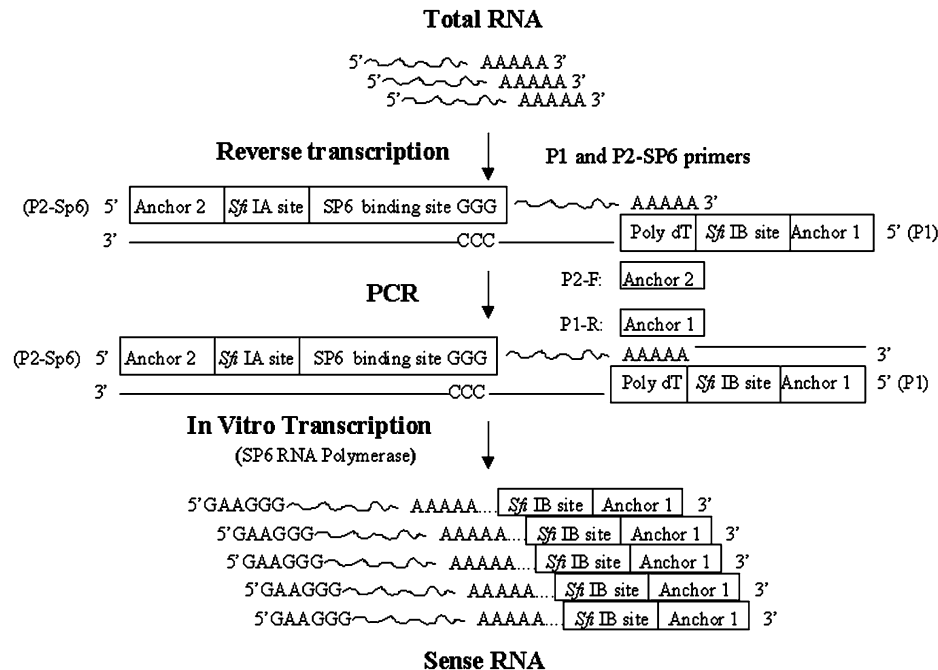 Total RNA
5' AAAAA 3'
5' AAAAA 3'
5' AAAAA 3'
Reverse transcription P1 and P2-SP6 primers
(P2-Sp6) 5' Anchor 2 Sfi IA site SP6 binding site GGG AAAAA 3'
3' CCC Poly dT Sfi IB site Anchor 1 5' (P1)
P2-F: Anchor 2
PCR
P1-R: Anchor 1
(P2-Sp6) 5' Anchor 2 Sfi IA site SP6 binding site GGG AAAAA 3'
3' CCC Poly dT Sfi IB site Anchor 1 5' (P1)
In Vitro Transcription
(SP6 RNA Polymerase)
5'GAAGGG AAAAA.... Sfi IB site Anchor 1 3'
5'GAAGGG AAAAA.... Sfi IB site Anchor 1 3'
5'GAAGGG AAAAA.... Sfi IB site Anchor 1 3'
5'GAAGGG AAAAA.... Sfi IB site Anchor 1 3'
5'GAAGGG AAAAA.... Sfi IB site Anchor 1 3'
Sense RNA